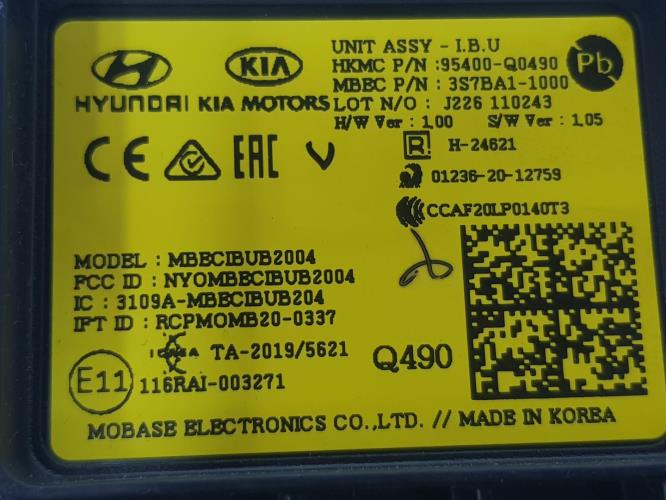 UNIT ASSY - I.B.U
HKMC P/N :95400-Q0490
MBEC P/N : 3S7BA1-1000
LOT N/O : J226 110243
H/W Ver : 1.00 S/W Ver : 1.05
Pb
KIA
HYUNDAI KIA MOTORS
CE EAC
R H-24621
01236-20-12759
CCAF20LP0140T3
MODEL : MBECIBUB2004
FCC ID : NYOMBECIBUB2004
IC : 3109A-MBECIBUB204
IFT ID : RCPMOMB20-0337
TA-2019/5621
Q490
E11 116RAI-003271
MOBASE ELECTRONICS CO.,LTD. // MADE IN KOREA